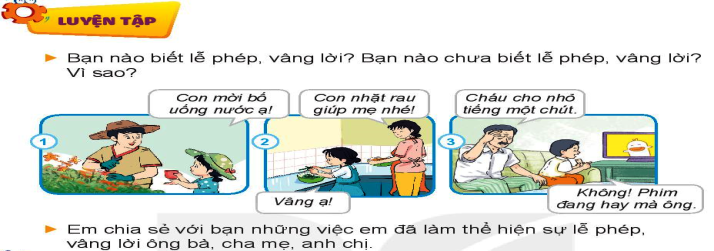 LUYỆN TẬP
Bạn nào biết lễ phép, vâng lời? Bạn nào chưa biết lễ phép, vâng lời?
Vì sao?
Con mời bố
uống nước ạ!
Con nhặt rau
giúp mẹ nhé!
Cháu cho nhỏ
tiếng một chút.
1
2
3
Vâng ạ!
Không! Phim
đang hay mà ông.
Em chia sẻ với bạn những việc em đã làm thể hiện sự lễ phép,
vâng lời ông bà, cha mẹ, anh chị.